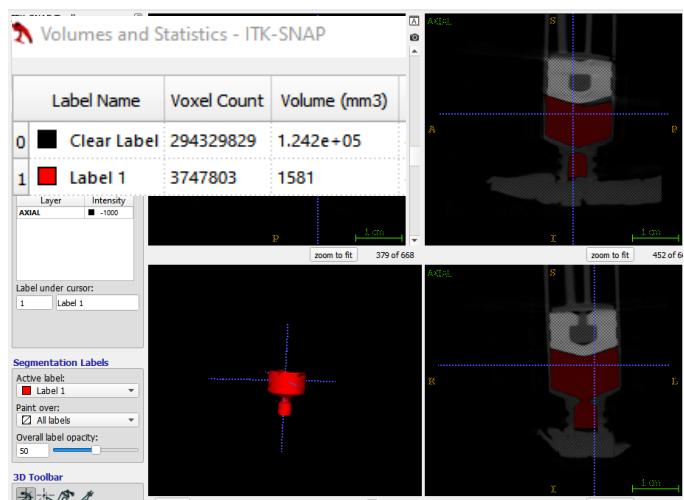 Volumes and Statistics - ITK-SNAP
Label Name Voxel Count Volume (mm3)
0 Clear Label 294329829 1.242e+05
1 Label 1 3747803 1581
Layer Intensity
AXIAL -1000
Label under cursor:
1 Label 1
Segmentation Labels
Active label:
Label 1
Paint over:
All labels
Overall label opacity:
50
3D Toolbar
P
1 cm
zoom to fit 379 of 668
A
AXIAL
S
A
P
I
1 cm
zoom to fit
AXIAL
S
R
L
I
1 cm